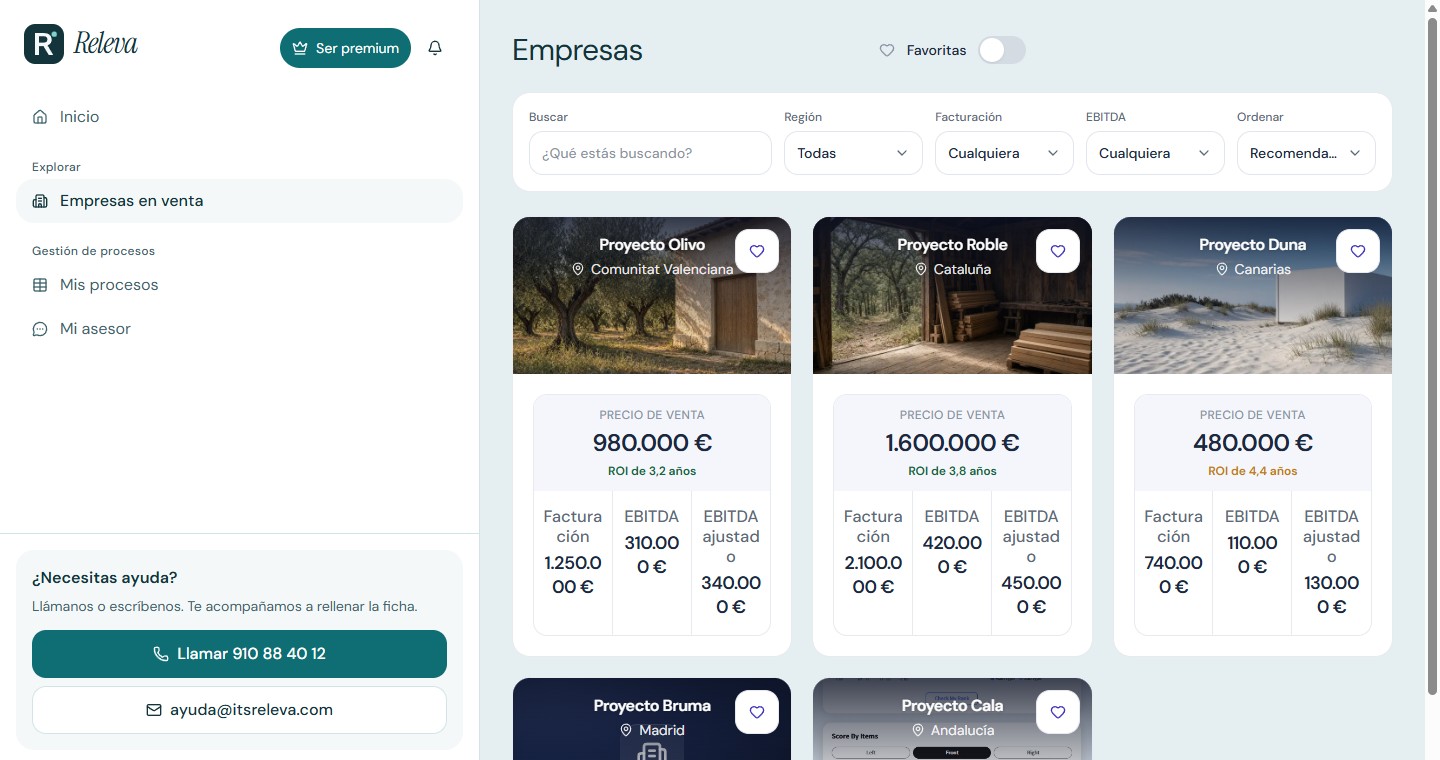 R Releva
Ser premium
Inicio
Explorar
Empresas en venta
Gestión de procesos
Mis procesos
Mi asesor
¿Necesitas ayuda?
Llámanos o escríbenos. Te acompañamos a rellenar la ficha.
Llamar 910 88 40 12
ayuda@itsreleva.com
Empresas
Favoritas
Buscar
¿Qué estás buscando?
Región
Todas
Facturación
Cualquiera
EBITDA
Cualquiera
Ordenar
Recomenda...
Proyecto Olivo
Comunitat Valenciana
PRECIO DE VENTA
980.000 €
ROI de 3,2 años
Factura
ción
1.250.0
00 €
EBITDA
310.00
0 €
EBITDA
ajustad
o
340.00
0 €
Proyecto Roble
Cataluña
PRECIO DE VENTA
1.600.000 €
ROI de 3,8 años
Factura
ción
2.100.0
00 €
EBITDA
420.00
0 €
EBITDA
ajustad
o
450.00
0 €
Proyecto Duna
Canarias
PRECIO DE VENTA
480.000 €
ROI de 4,4 años
Factura
ción
740.00
0 €
EBITDA
110.00
0 €
EBITDA
ajustad
o
130.00
0 €
Proyecto Bruma
Madrid
Proyecto Cala
Andalucía
Score By Items
Left
Front
Right